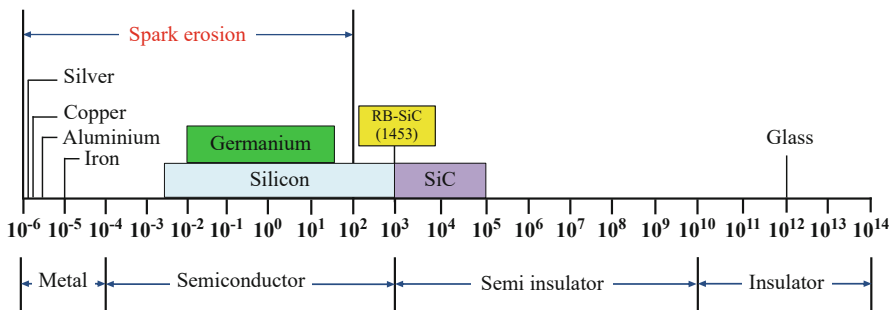 Spark erosion
Silver
Copper
Aluminium
Iron
Germanium
Silicon
RB-SiC
(1453)
SiC
Glass
10⁻⁶ 10⁻⁵ 10⁻⁴ 10⁻³ 10⁻² 10⁻¹ 10⁰ 10¹ 10² 10³ 10⁴ 10⁵ 10⁶ 10⁷ 10⁸ 10⁹ 10¹⁰ 10¹¹ 10¹² 10¹³ 10¹⁴
Metal Semiconductor Semi insulator Insulator